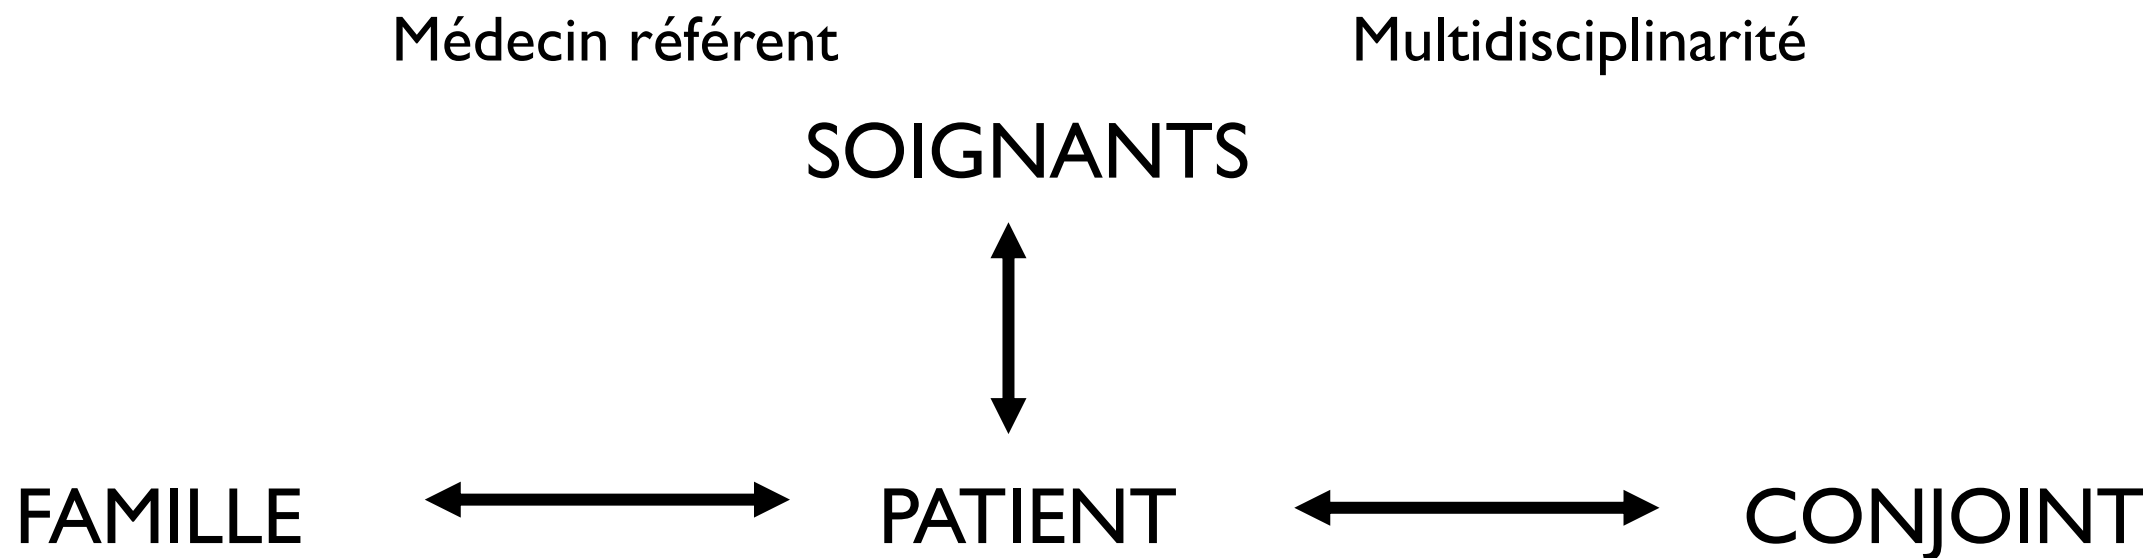 Médecin référent Multidisciplinarité
SOIGNANTS
FAMILLE PATIENT CONJOINT